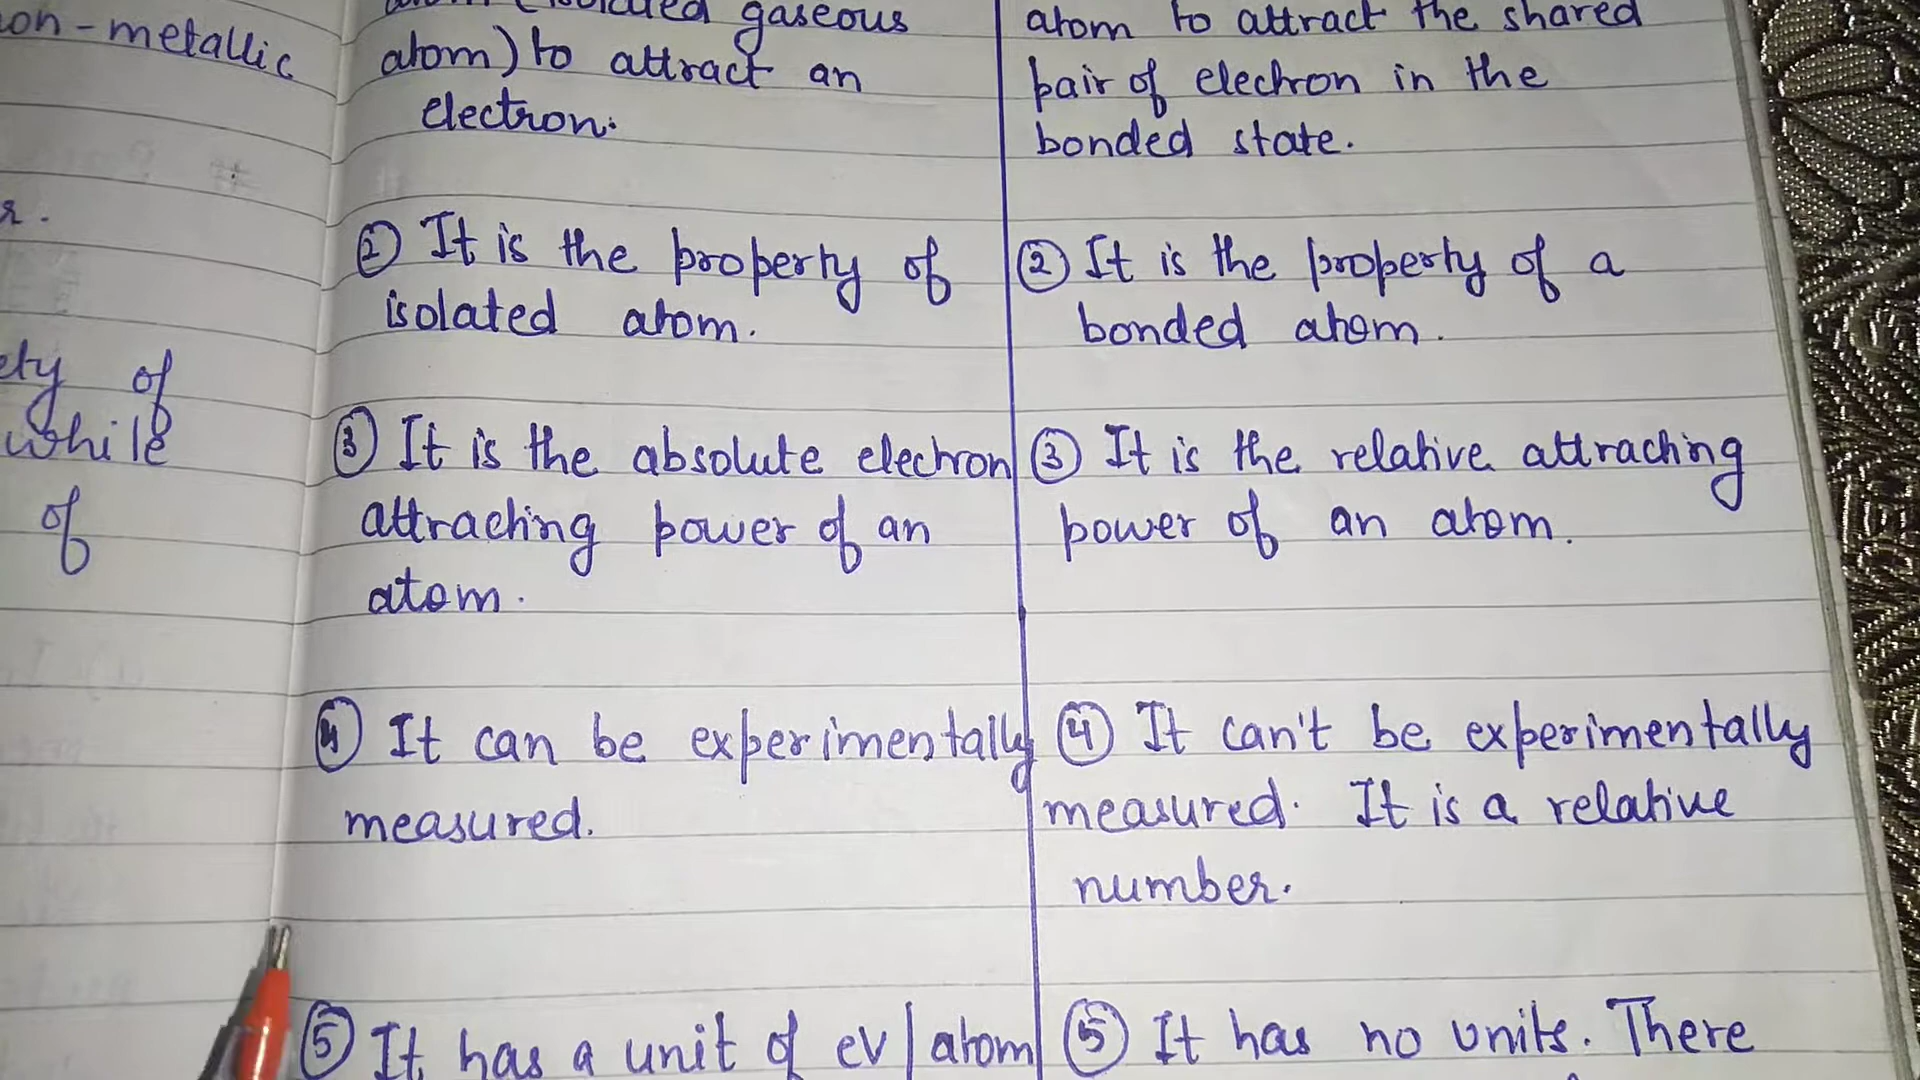 on-metallic
r.
ety of
while
of
gaseous
atom) to attract an
electron.
② It is the property of
isolated atom.
③ It is the absolute electron
attracting power of an
atom.
④ It can be experimentally
measured.
⑤ It has a unit of ev/atom
atom to attract the shared
pair of electron in the
bonded state.
② It is the property of a
bonded atom.
③ It is the relative attracting
power of an atom.
④ It can't be experimentally
measured. It is a relative
number.
⑤ It has no units. There